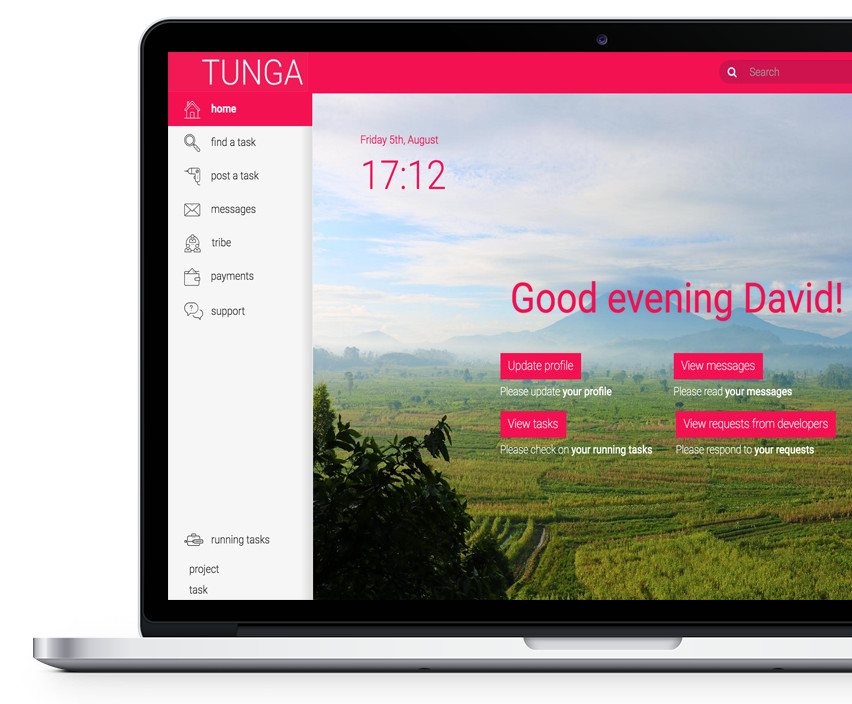 TUNGA
Search
home
find a task
post a task
messages
tribe
payments
support
running tasks
project
task
Friday 5th, August
17:12
Good evening David!
Update profile
Please update your profile
View messages
Please read your messages
View tasks
Please check on your running tasks
View requests from developers
Please respond to your requests